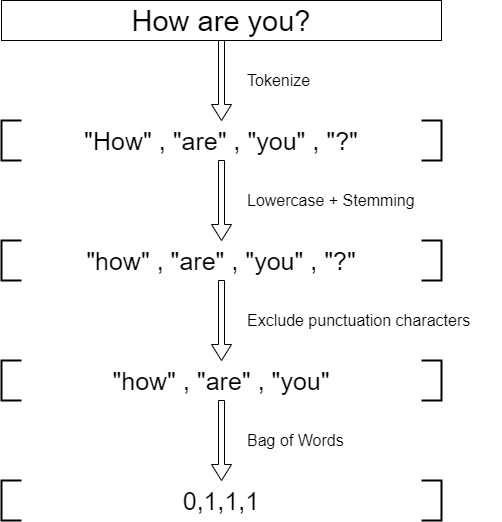 How are you?
Tokenize
"How" , "are" , "you" , "?"
Lowercase + Stemming
"how" , "are" , "you" , "?"
Exclude punctuation characters
"how" , "are" , "you"
Bag of Words
0,1,1,1